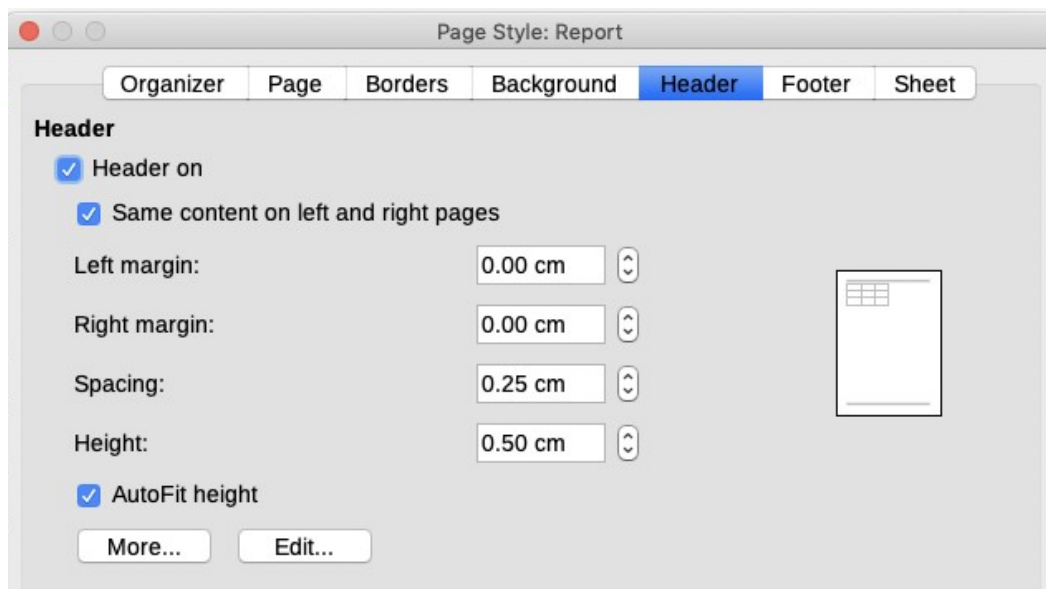 Page Style: Report
Organizer Page Borders Background Header Footer Sheet
Header
Header on
Same content on left and right pages
Left margin: 0.00 cm
Right margin: 0.00 cm
Spacing: 0.25 cm
Height: 0.50 cm
AutoFit height
More... Edit...